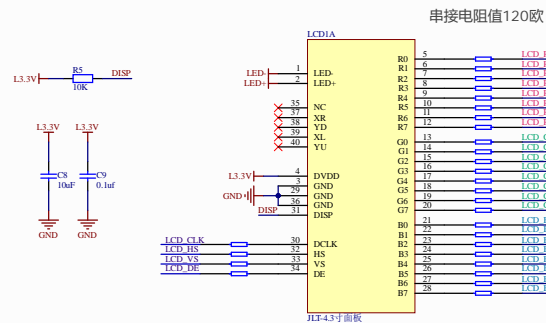 串接电阻值120欧
LCD1A
R5
L3.3V
DISP
10K
L3.3V
L3.3V
C8
10uF
C9
0.1uf
GND
GND
LED-
1
LED-
LED+
2
LED+
35
NC
37
XR
38
YD
39
XL
40
YU
L3.3V
4
DVDD
3
GND
GND
29
GND
36
GND
DISP
31
DISP
LCD_CLK
30
DCLK
LCD_HS
32
HS
LCD_VS
33
VS
LCD_DE
34
DE
R0
5
R1
6
R2
7
R3
8
R4
9
R5
10
R6
11
R7
12
G0
13
G1
14
G2
15
G3
16
G4
17
G5
18
G6
19
G7
20
B0
21
B1
22
B2
23
B3
24
B4
25
B5
26
B6
27
B7
28
JLT-4.3寸面板